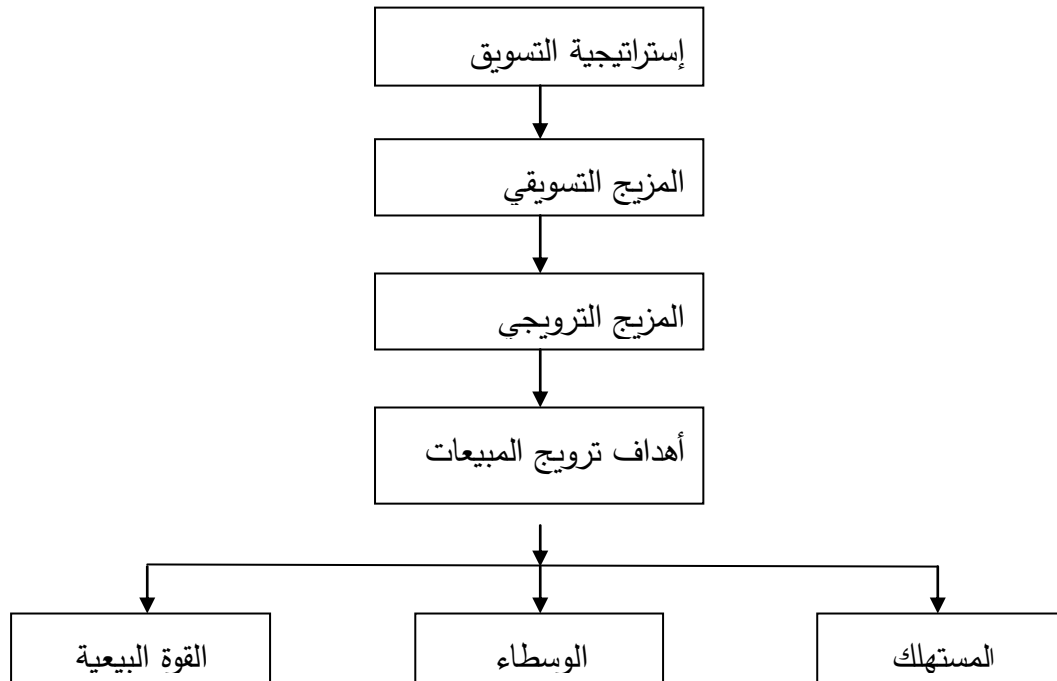 إستراتيجية التسويق
المزيج التسويقي
المزيج الترويجي
أهداف ترويج المبيعات
المستهلك
الوسطاء
القوة البيعية